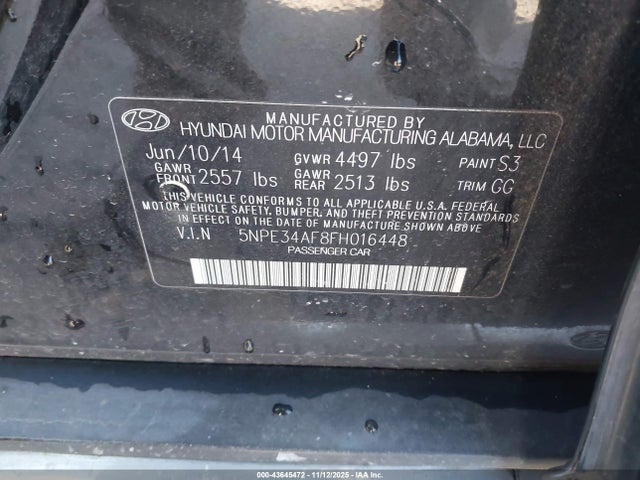 MANUFACTURED BY
HYUNDAI MOTOR MANUFACTURING ALABAMA, LLC
Jun/10/14 GVWR 4497 lbs PAINT S3
GAWR FRONT 2557 lbs GAWR REAR 2513 lbs TRIM GG
THIS VEHICLE CONFORMS TO ALL APPLICABLE U.S.A. FEDERAL
MOTOR VEHICLE SAFETY, BUMPER, AND THEFT PREVENTION STANDARDS
IN EFFECT ON THE DATE OF MANUFACTURE SHOWN ABOVE.
V.I.N 5NPE34AF8FH016448
PASSENGER CAR
000-43645472 - 11/12/2025 - IAAI.COM